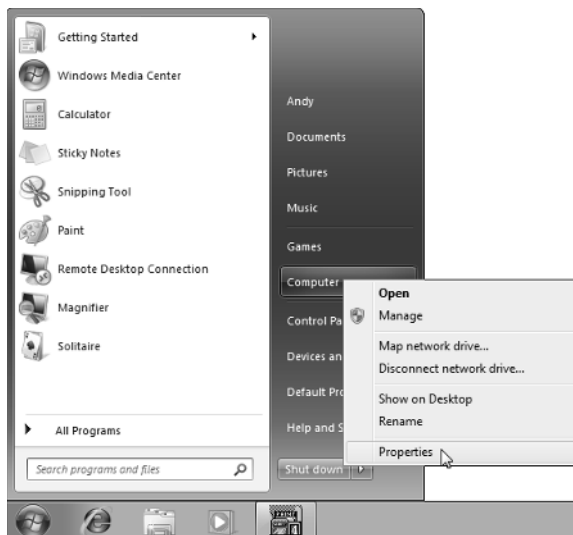 Getting Started
Windows Media Center
Calculator
Sticky Notes
Snipping Tool
Paint
Remote Desktop Connection
Magnifier
Solitaire
All Programs
Search programs and files
Andy
Documents
Pictures
Music
Games
Computer
Control Pa
Devices an
Default Pro
Help and S
Shut down
Open
Manage
Map network drive...
Disconnect network drive...
Show on Desktop
Rename
Properties